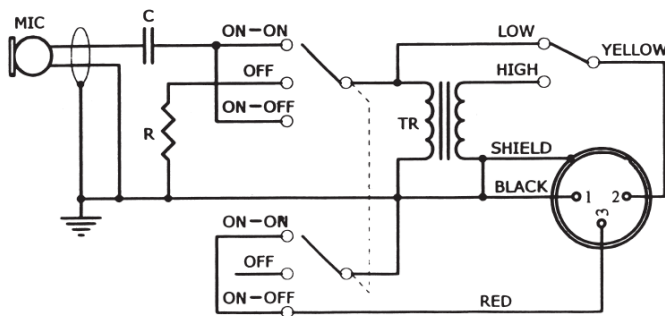 MIC
C
ON-ON
LOW
YELLOW
OFF
HIGH
R
ON-OFF
TR
SHIELD
BLACK
1
2
3
ON-ON
OFF
ON-OFF
RED